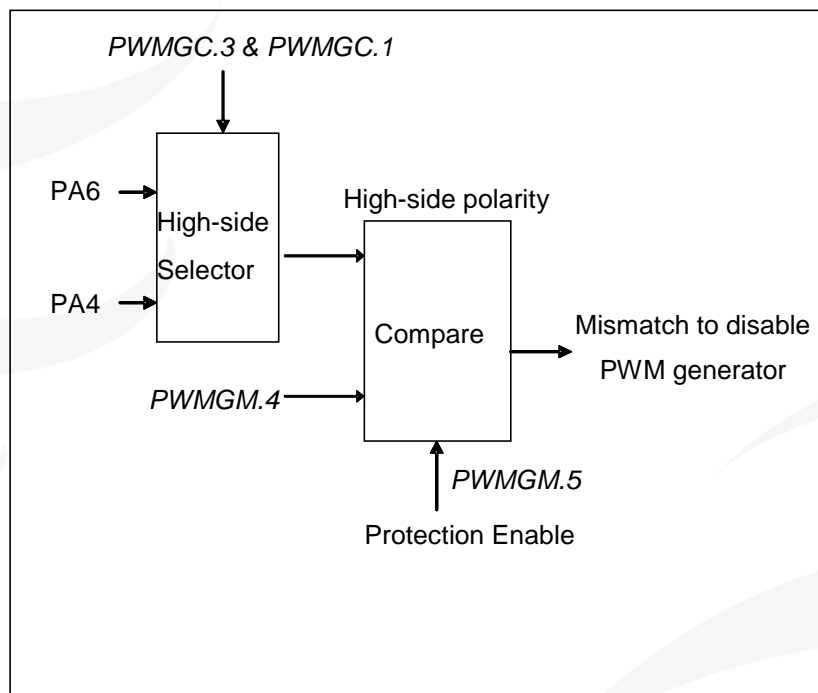 PWMGC.3 & PWMGC.1
PA6
High-side polarity
High-side
Selector
PA4
Compare
Mismatch to disable
PWM generator
PWMGM.4
PWMGM.5
Protection Enable